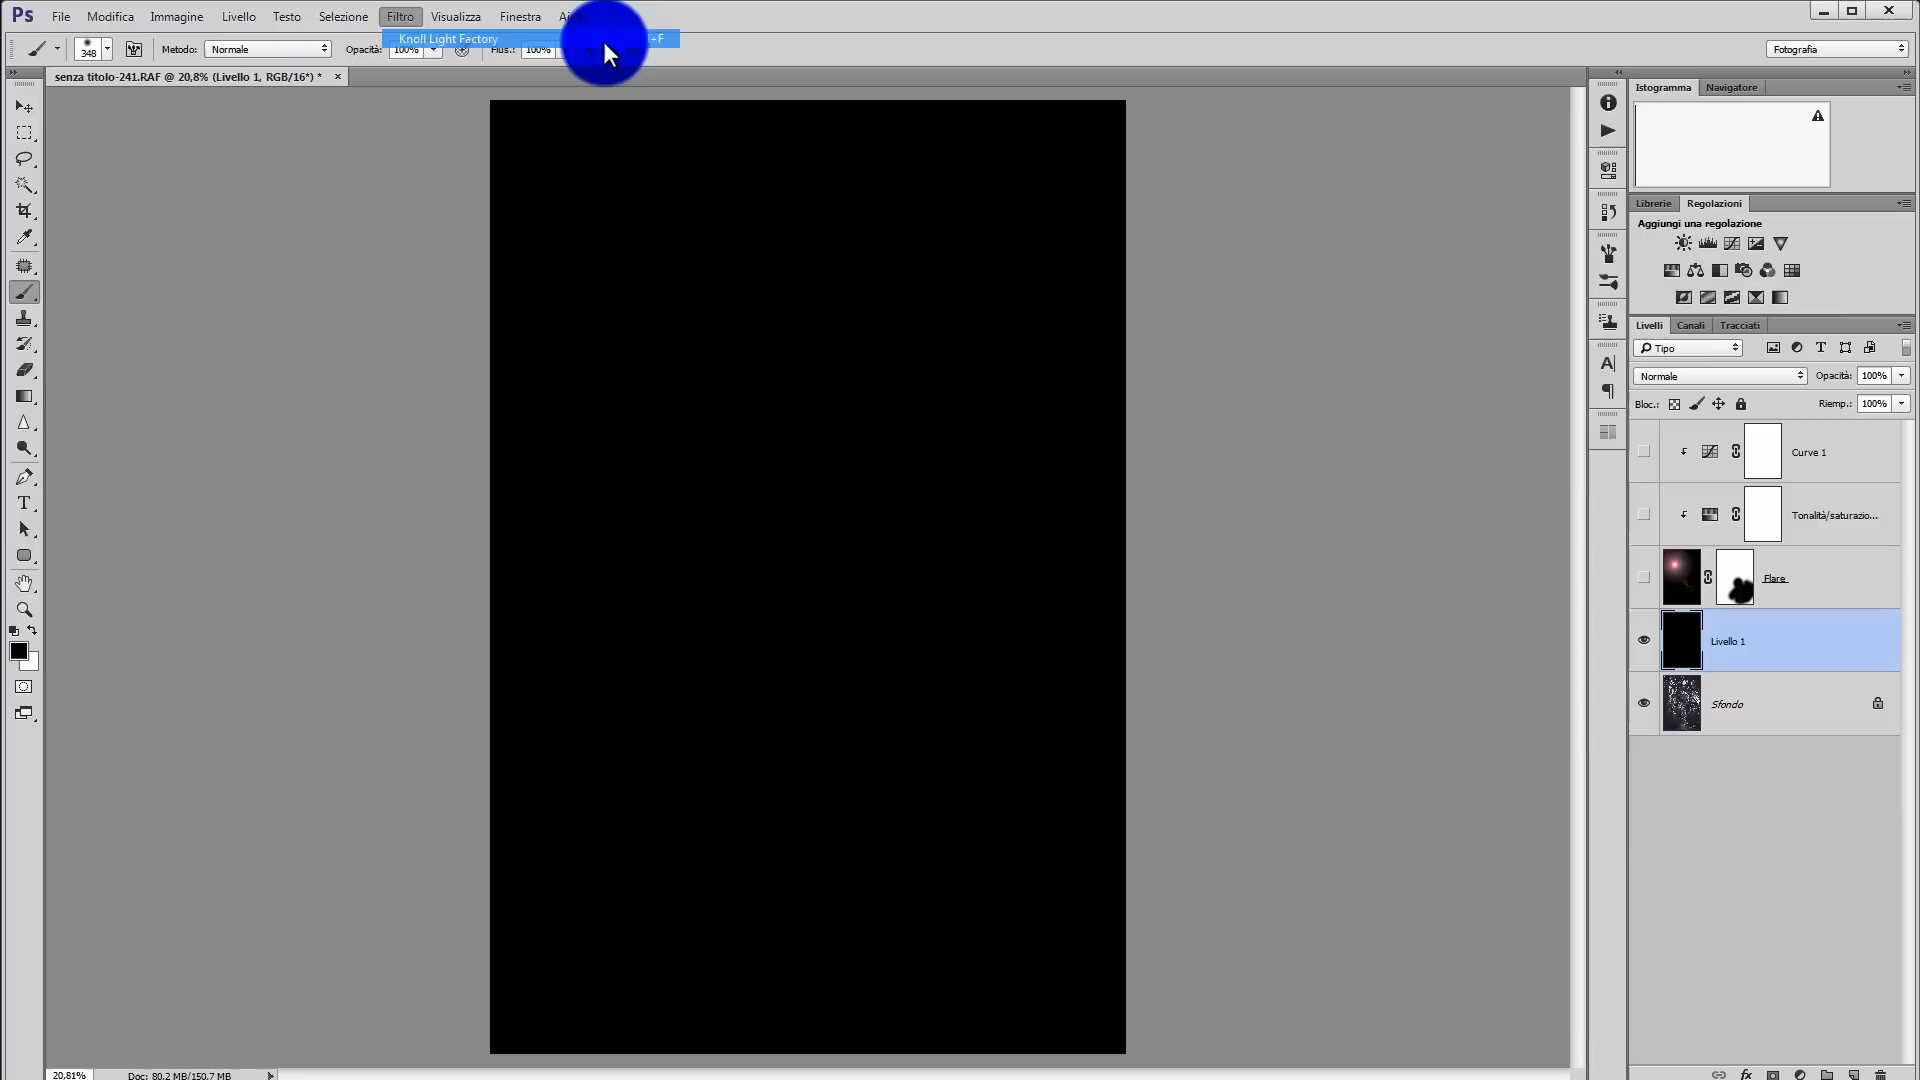 Ps File Modifica Immagine Livello Testo Selezione Filtro Visualizza Finestra
Knoll Light Factory +F
348 Metodo: Normale Opacità: 100% Flus.: 100% Fotografia
senza titolo-241.RAF @ 20,8% (Livello 1, RGB/16*) *
Istogramma Navigatore
Librerie Regolazioni
Aggiungi una regolazione
Livelli Canali Tracciati
Tipo
Normale Opacità: 100%
Bloc.: Riemp.: 100%
Curve 1
Tonalità/saturazio...
Flare
Livello 1
Sfondo
20,81% Doc: 80,2 MB/150,7 MB